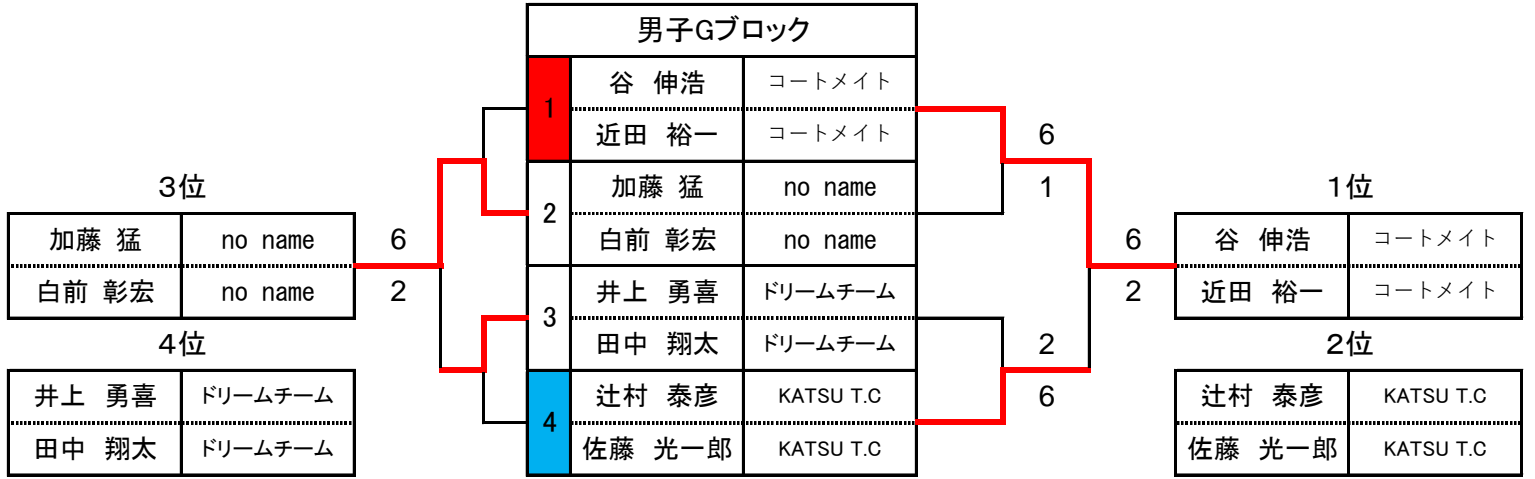 男子Gブロック
1 谷 伸浩 コートメイト
近田 裕一 コートメイト
6
3位
2 加藤 猛 no name
1
1位
加藤 猛 no name 6
白前 彰宏 no name
6 谷 伸浩 コートメイト
白前 彰宏 no name 2
3 井上 勇喜 ドリームチーム
2 近田 裕一 コートメイト
4位
田中 翔太 ドリームチーム
2
2位
井上 勇喜 ドリームチーム
4 辻村 泰彦 KATSU T.C
6
辻村 泰彦 KATSU T.C
田中 翔太 ドリームチーム
佐藤 光一郎 KATSU T.C
佐藤 光一郎 KATSU T.C